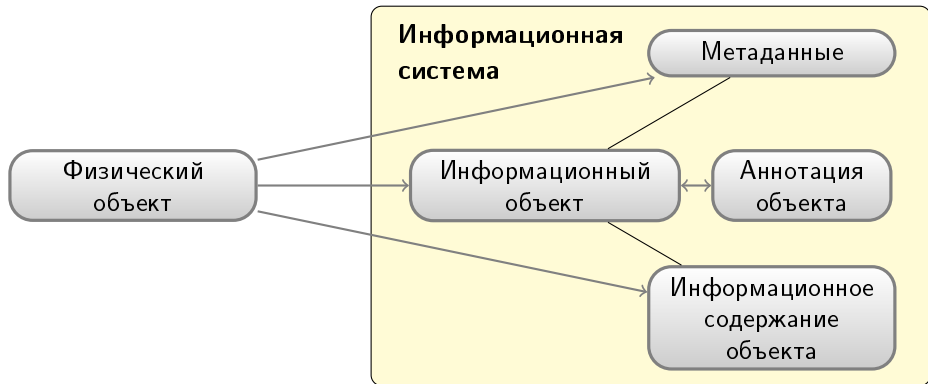 Информационная
система
Метаданные
Физический
объект
Информационный
объект
Аннотация
объекта
Информационное
содержание
объекта